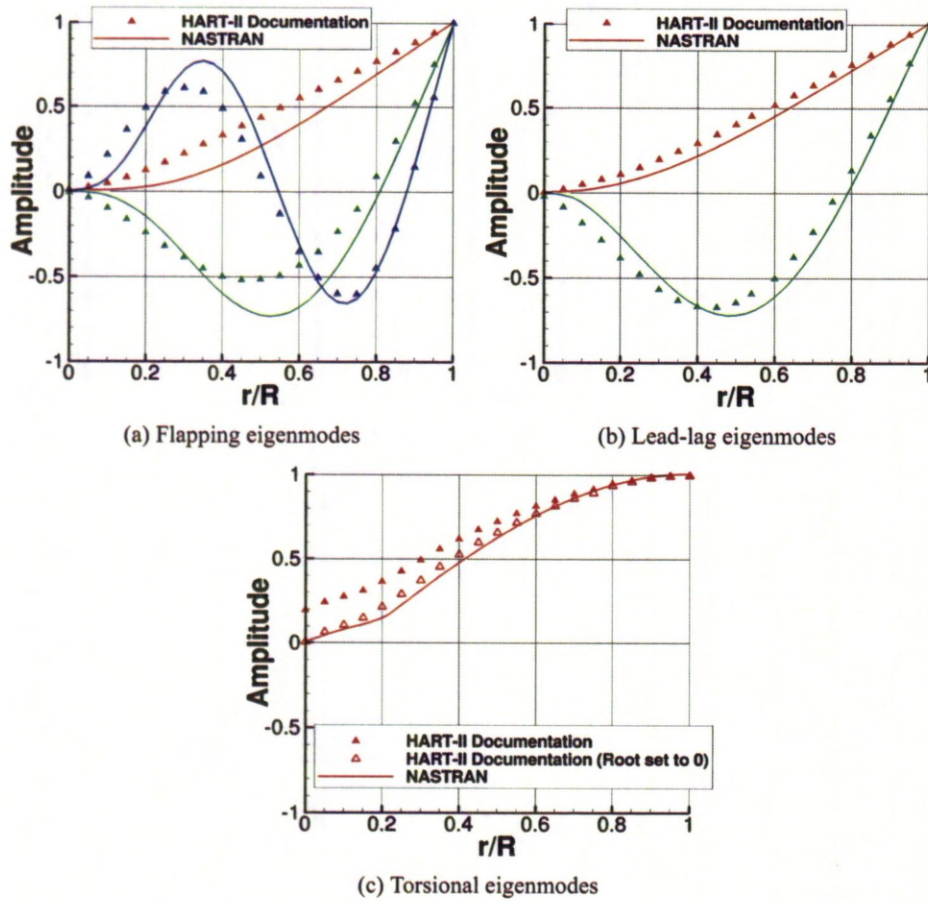 HART-II Documentation
NASTRAN
1
0.5
0
-0.5
-1
Amplitude
0 0.2 0.4 0.6 0.8 1
r/R
(a) Flapping eigenmodes
HART-II Documentation
NASTRAN
1
0.5
0
-0.5
-1
Amplitude
0 0.2 0.4 0.6 0.8 1
r/R
(b) Lead-lag eigenmodes
1
0.5
0
-0.5
-1
Amplitude
HART-II Documentation
HART-II Documentation (Root set to 0)
NASTRAN
0 0.2 0.4 0.6 0.8 1
r/R
(c) Torsional eigenmodes